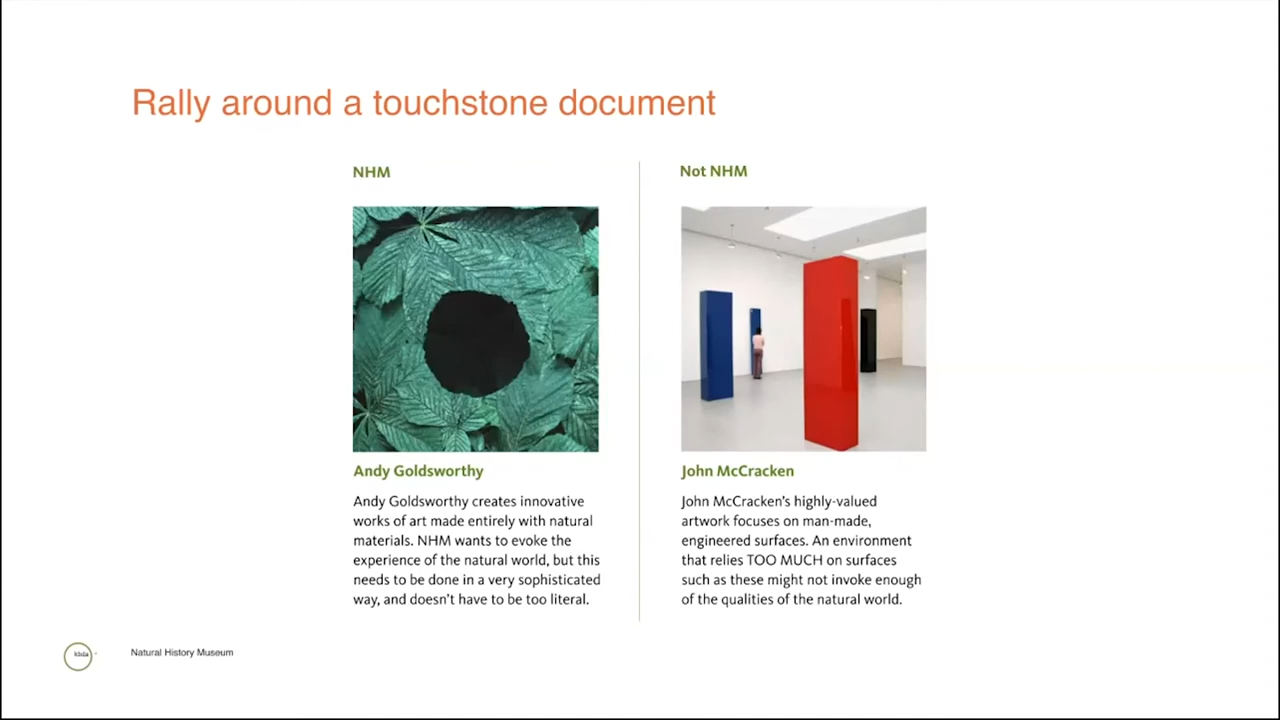 Rally around a touchstone document
NHM
Andy Goldsworthy
Andy Goldsworthy creates innovative
works of art made entirely with natural
materials. NHM wants to evoke the
experience of the natural world, but this
needs to be done in a very sophisticated
way, and doesn't have to be too literal.
Not NHM
John McCracken
John McCracken's highly-valued
artwork focuses on man-made,
engineered surfaces. An environment
that relies TOO MUCH on surfaces
such as these might not invoke enough
of the qualities of the natural world.
kbda
Natural History Museum